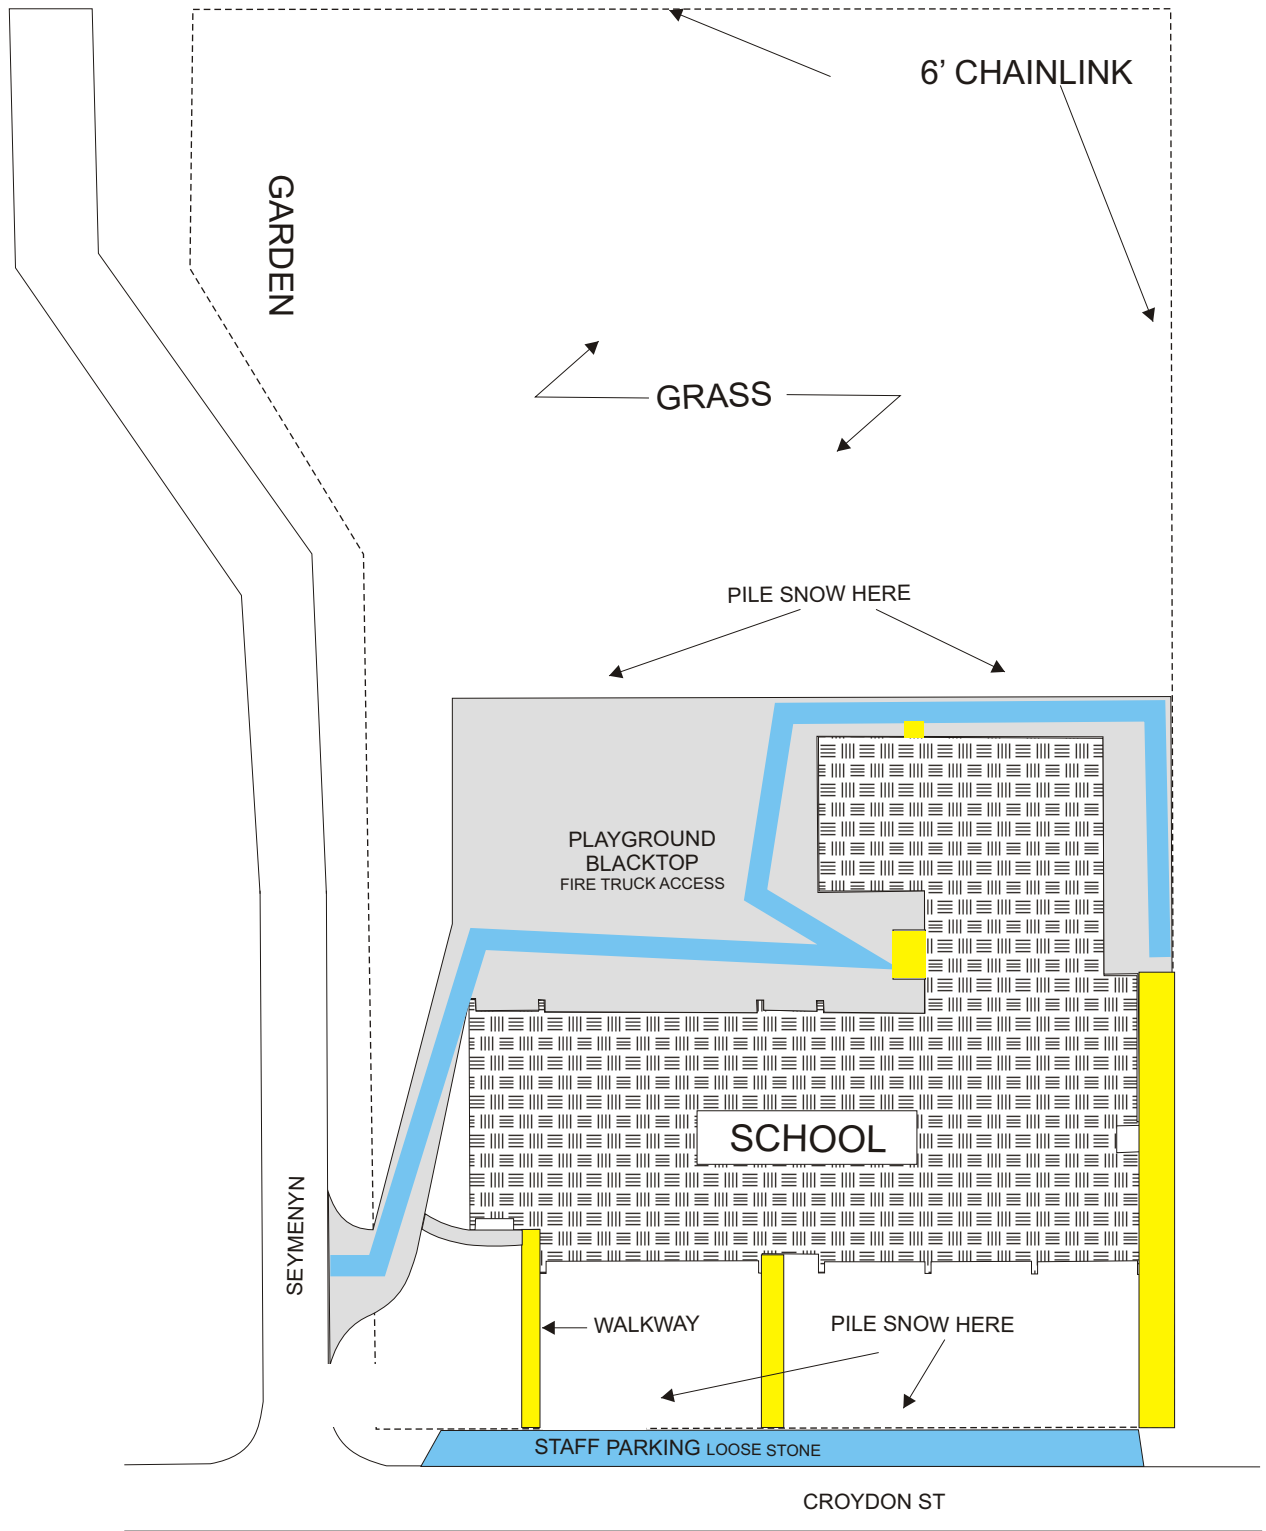 6’ CHAINLINK
GARDEN
GRASS
PILE SNOW HERE
PLAYGROUND
BLACKTOP
FIRE TRUCK ACCESS
SCHOOL
SEYMENYN
WALKWAY
PILE SNOW HERE
STAFF PARKING LOOSE STONE
CROYDON ST